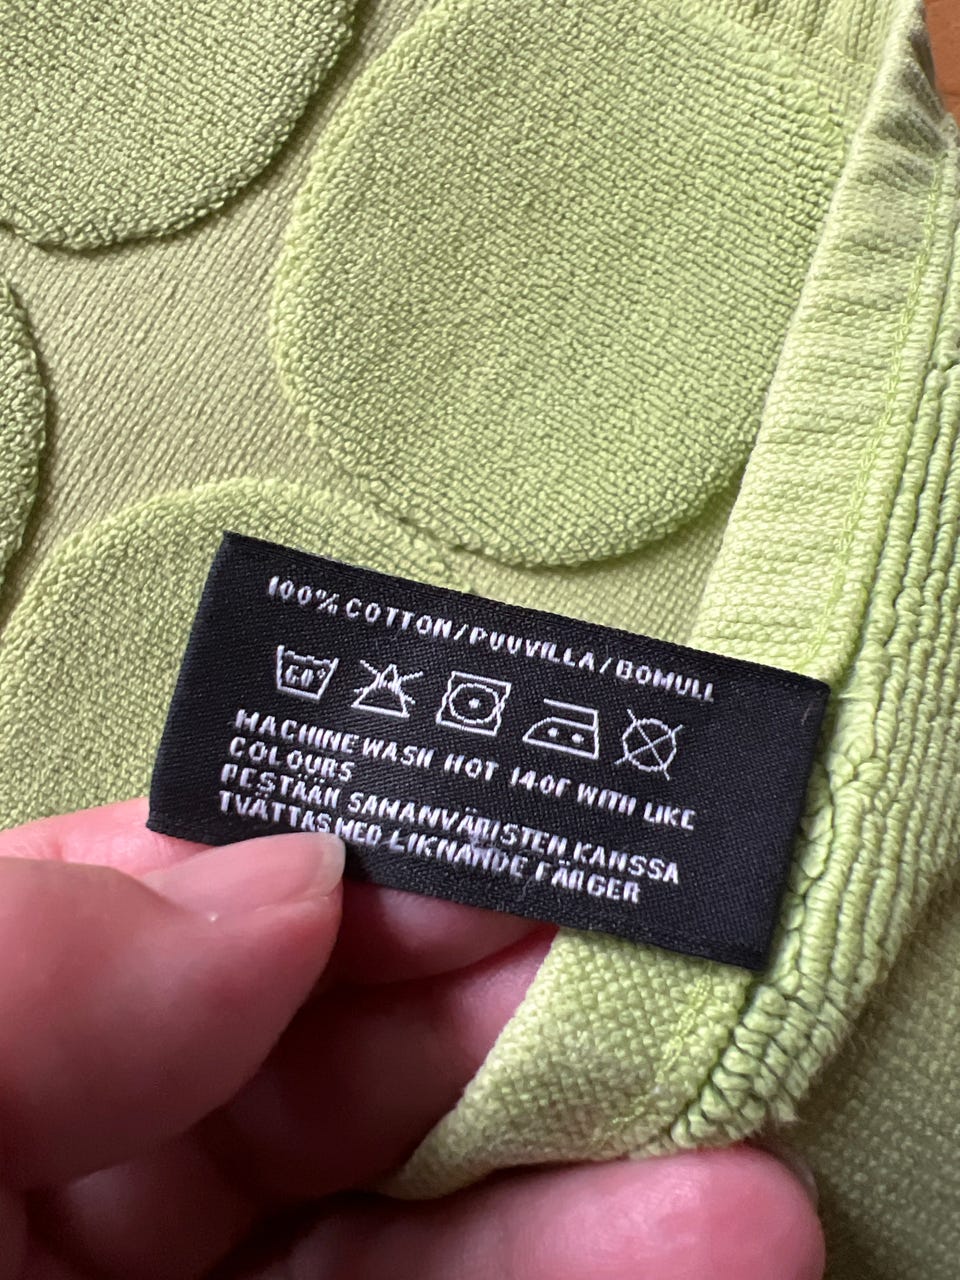 100% COTTON/PUUVILLA/BOMULL
60°
MACHINE WASH HOT 140F WITH LIKE
COLOURS
PESTÄÄN SAMANVÄRISTEN KANSSA
TVÄTTAS MED LIKNANDE FÄRGER